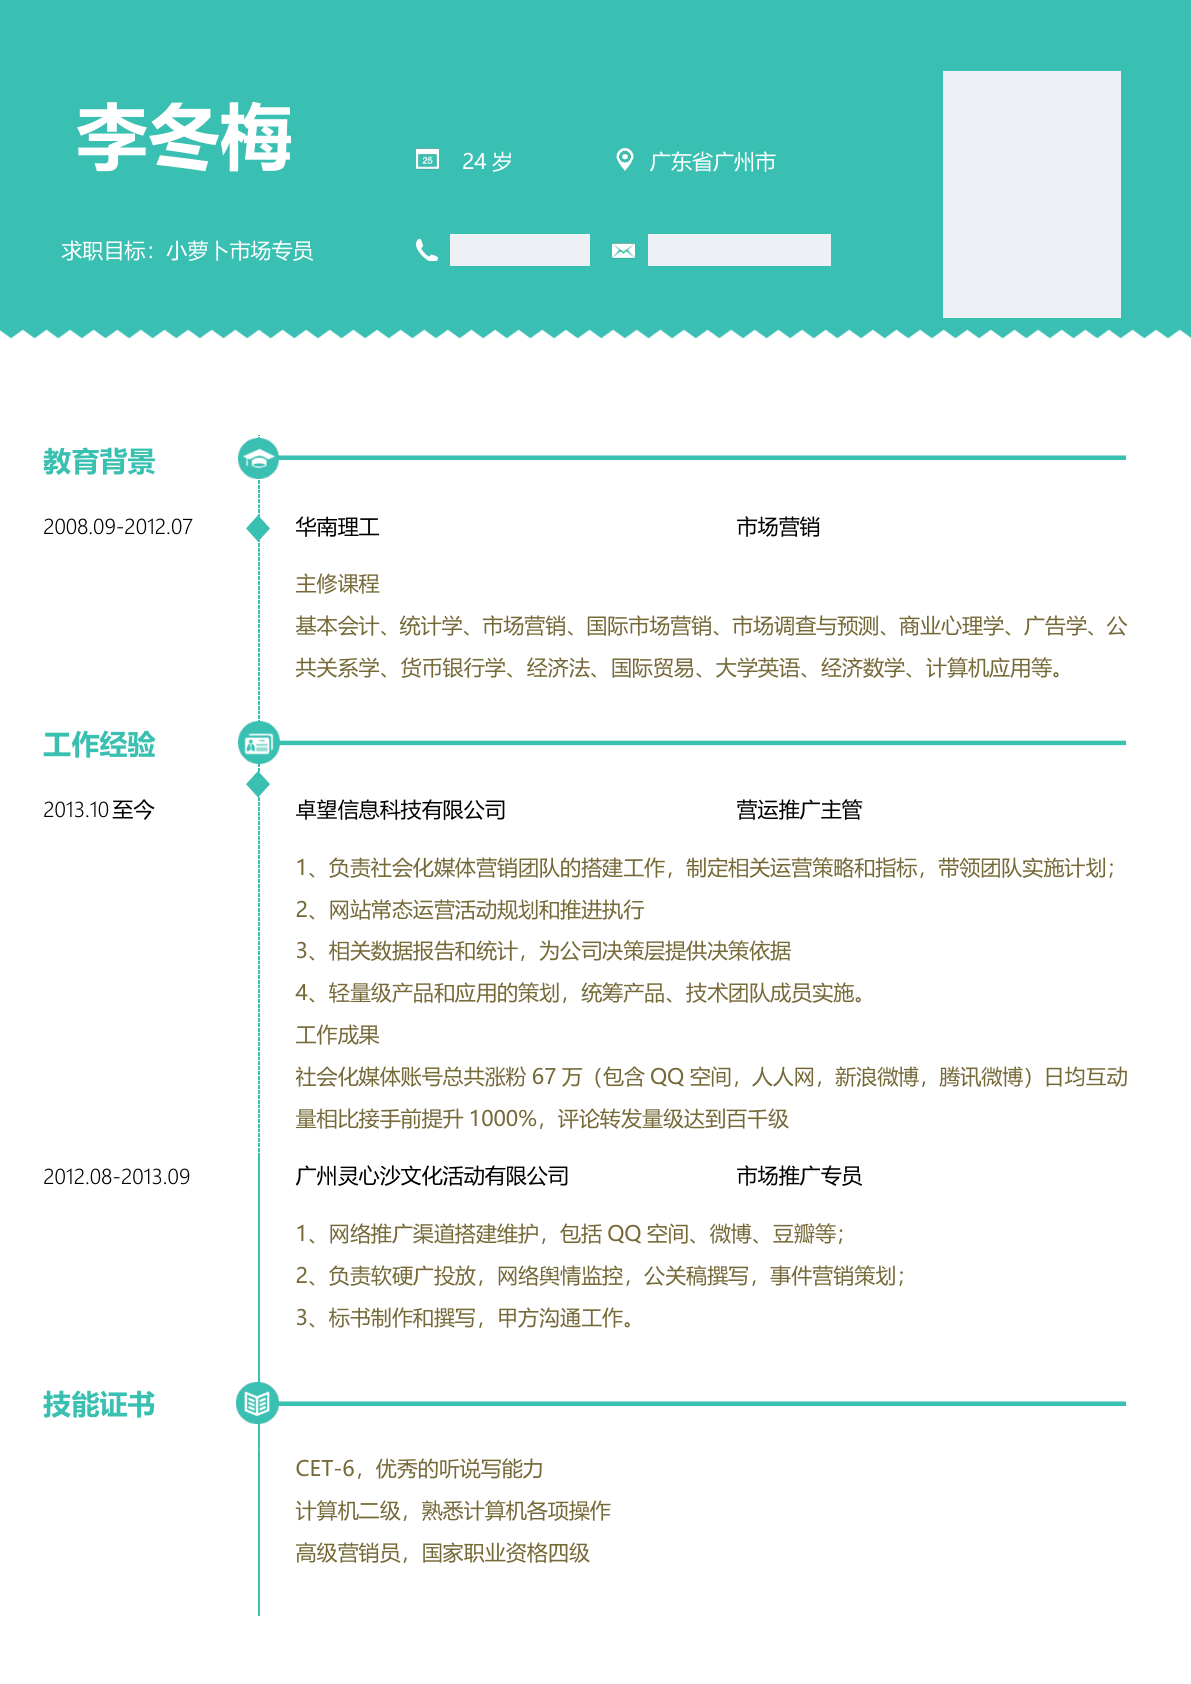 李冬梅
24 岁
广东省广州市
求职目标：小萝卜市场专员
教育背景
2008.09-2012.07 华南理工 市场营销
主修课程
基本会计、统计学、市场营销、国际市场营销、市场调查与预测、商业心理学、广告学、公
共关系学、货币银行学、经济法、国际贸易、大学英语、经济数学、计算机应用等。
工作经验
2013.10 至今 卓望信息科技有限公司 营运推广主管
1、负责社会化媒体营销团队的搭建工作，制定相关运营策略和指标，带领团队实施计划；
2、网站常态运营活动规划和推进执行
3、相关数据报告和统计，为公司决策层提供决策依据
4、轻量级产品和应用的策划，统筹产品、技术团队成员实施。
工作成果
社会化媒体账号总共涨粉 67 万（包含 QQ 空间，人人网，新浪微博，腾讯微博）日均互动
量相比接手前提升 1000%，评论转发量级达到百千级
2012.08-2013.09 广州灵心沙文化活动有限公司 市场推广专员
1、网络推广渠道搭建维护，包括 QQ 空间、微博、豆瓣等；
2、负责软硬广投放，网络舆情监控，公关稿撰写，事件营销策划；
3、标书制作和撰写，甲方沟通工作。
技能证书
CET-6，优秀的听说写能力
计算机二级，熟悉计算机各项操作
高级营销员，国家职业资格四级